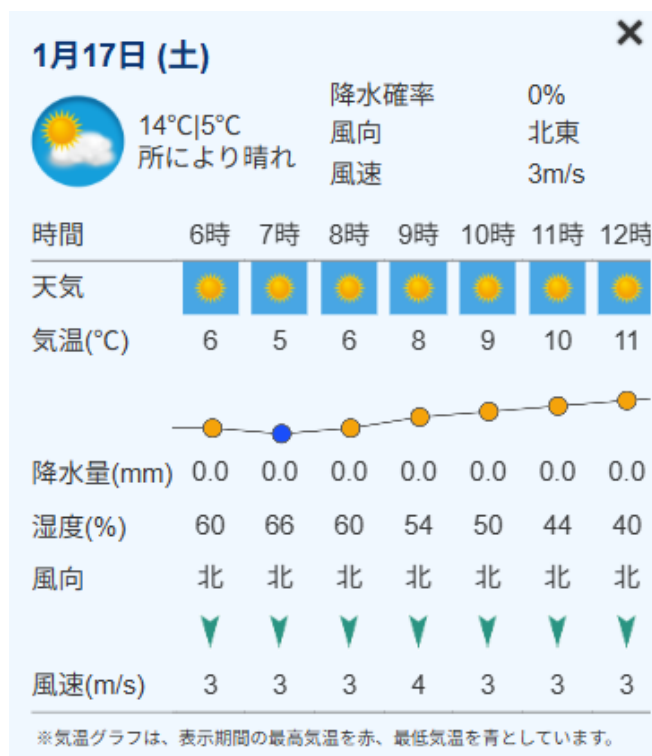 ×
1月17日 (土)
14℃|5℃
所により晴れ
降水確率 0%
風向 北東
風速 3m/s
時間 6時 7時 8時 9時 10時 11時 12時
天気
気温(℃) 6 5 6 8 9 10 11
降水量(mm) 0.0 0.0 0.0 0.0 0.0 0.0 0.0
湿度(%) 60 66 60 54 50 44 40
風向 北 北 北 北 北 北 北
風速(m/s) 3 3 3 4 3 3 3
※気温グラフは、表示期間の最高気温を赤、最低気温を青としています。